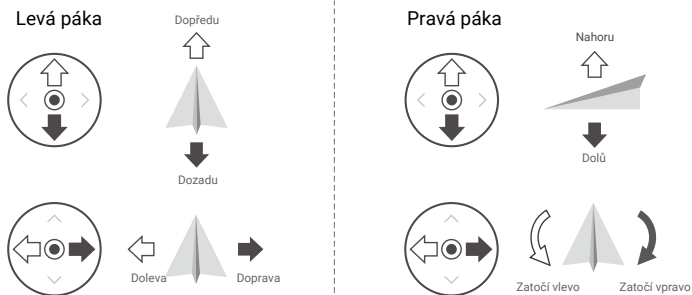 Levá páka
Dopředu
Dozadu
Doleva
Doprava
Pravá páka
Nahoru
Dolů
Zatočí vlevo
Zatočí vpravo